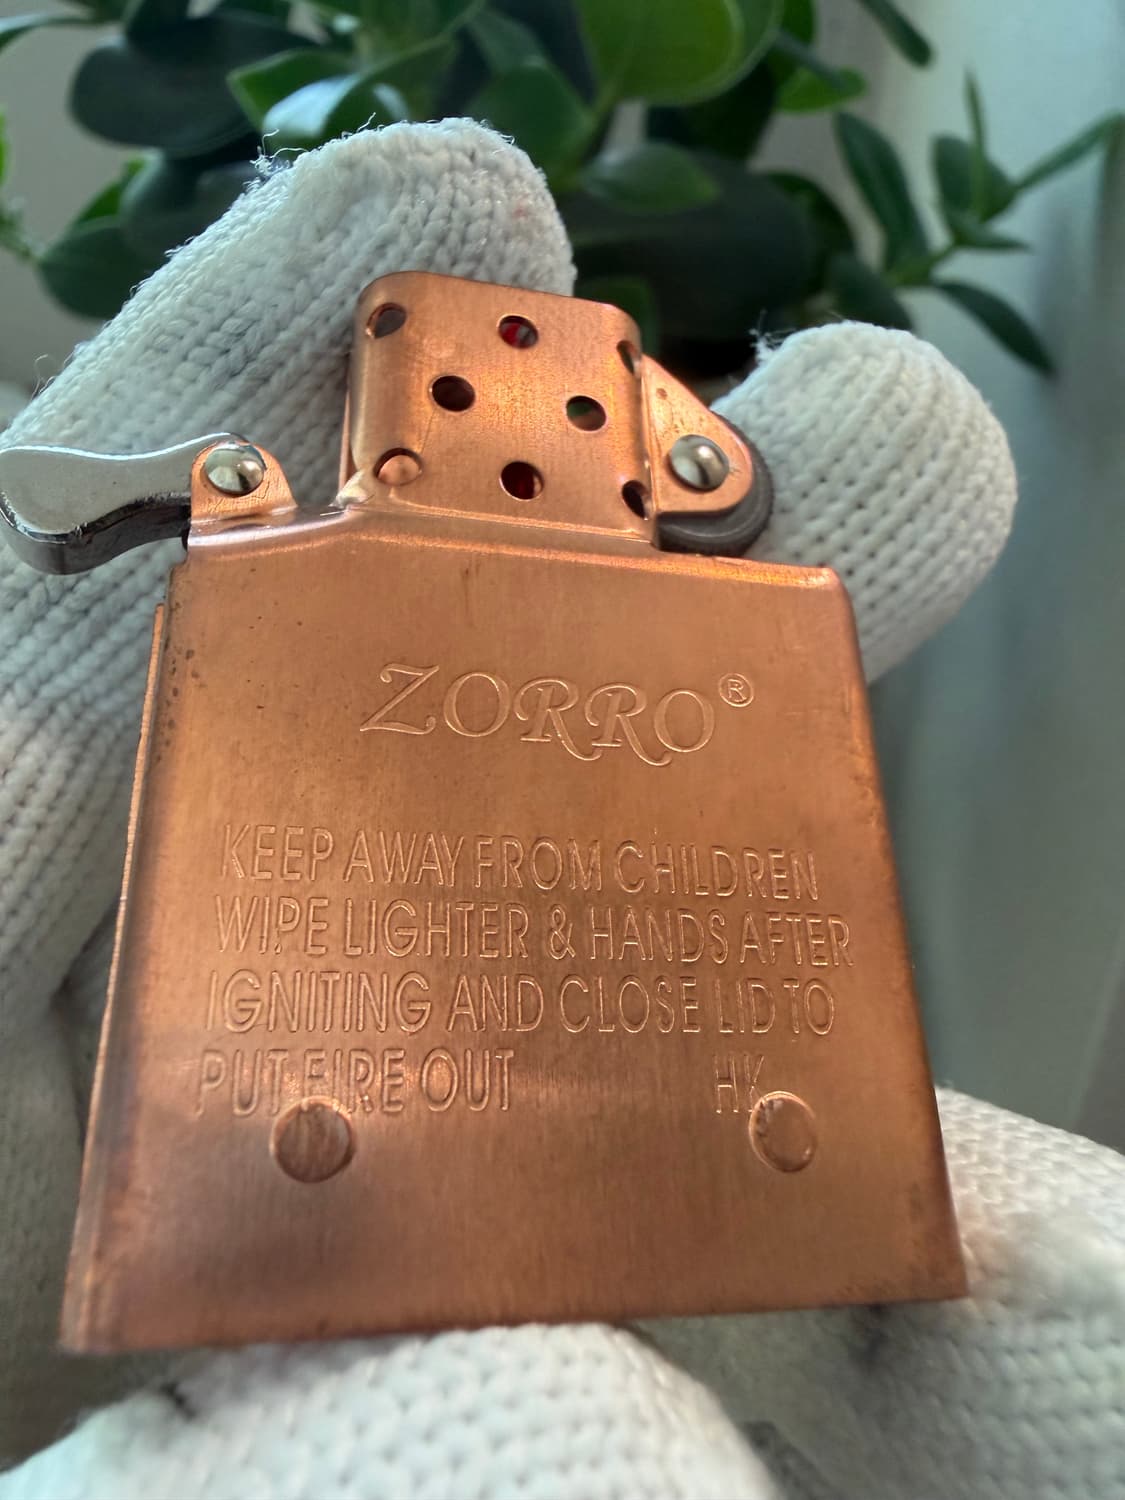 ZORRO®
KEEP AWAY FROM CHILDREN
WIPE LIGHTER & HANDS AFTER
IGNITING AND CLOSE LID TO
PUT FIRE OUT HK